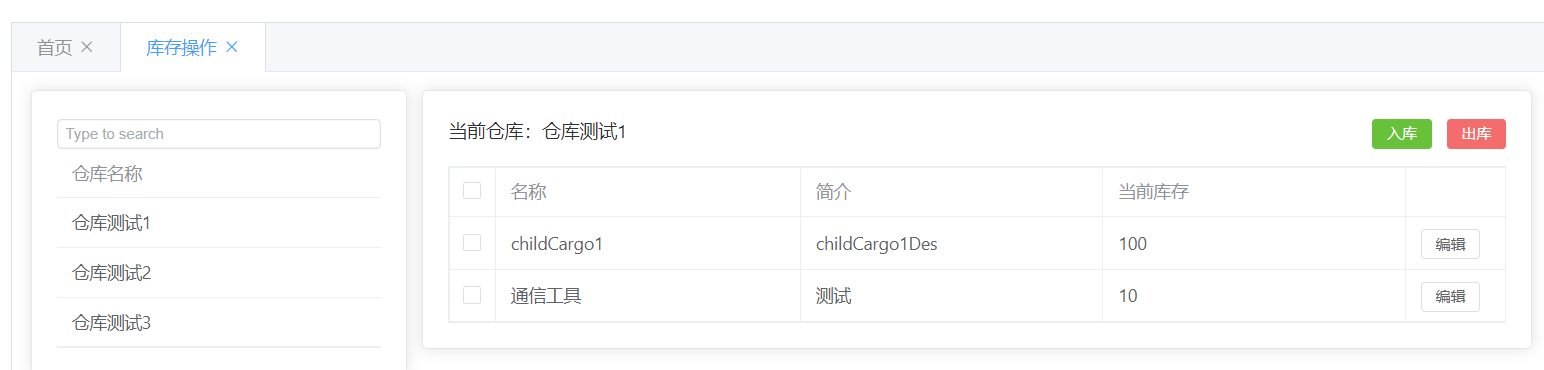 首页 库存操作
Type to search
仓库名称
仓库测试1
仓库测试2
仓库测试3
当前仓库：仓库测试1 入库 出库
名称 简介 当前库存
childCargo1 childCargo1Des 100 编辑
通信工具 测试 10 编辑